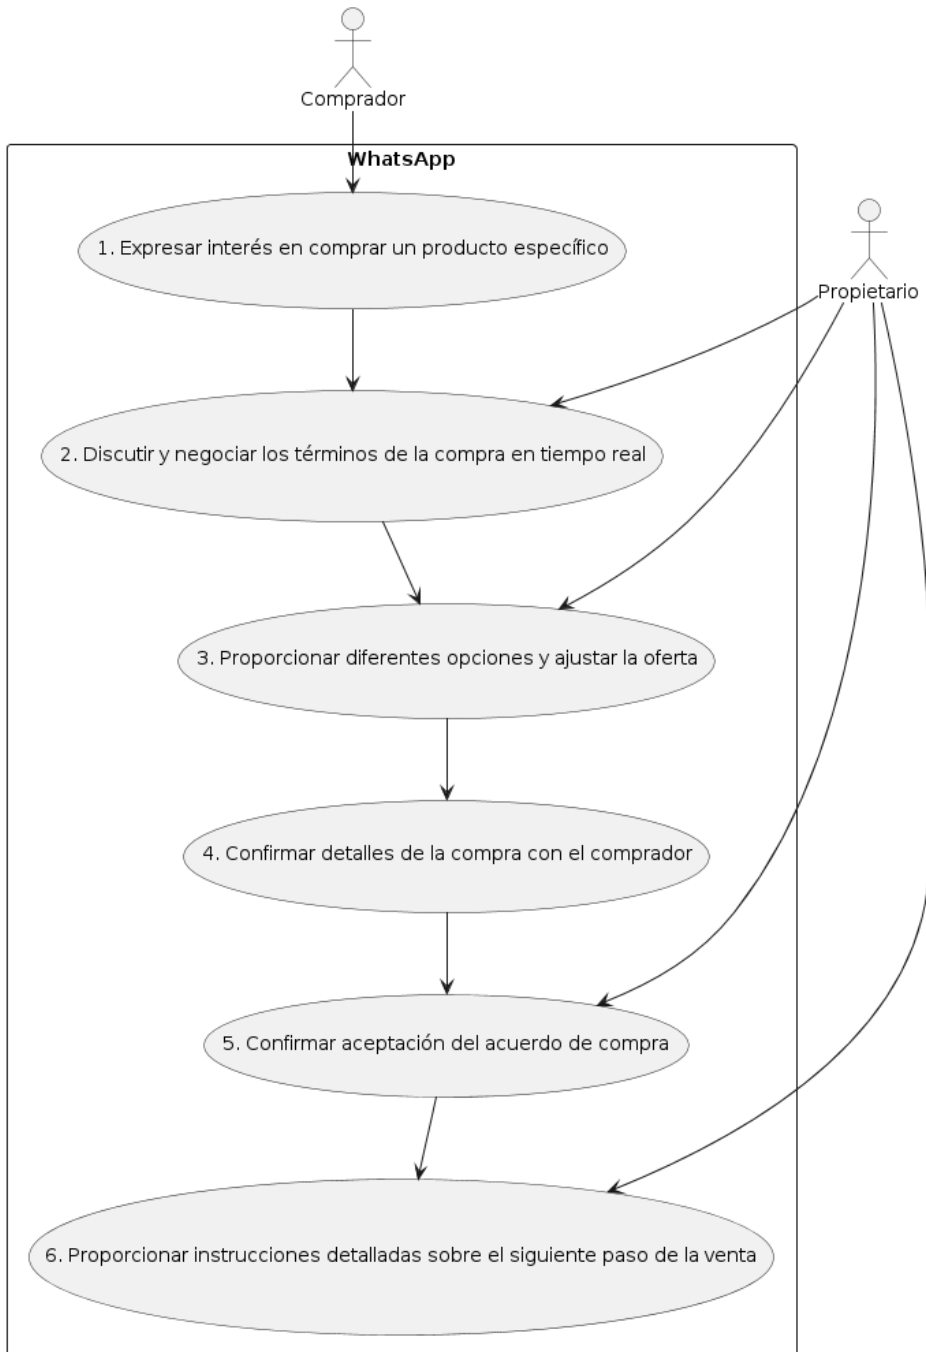 Comprador
WhatsApp
1. Expresar interés en comprar un producto específico
Propietario
2. Discutir y negociar los términos de la compra en tiempo real
3. Proporcionar diferentes opciones y ajustar la oferta
4. Confirmar detalles de la compra con el comprador
5. Confirmar aceptación del acuerdo de compra
6. Proporcionar instrucciones detalladas sobre el siguiente paso de la venta